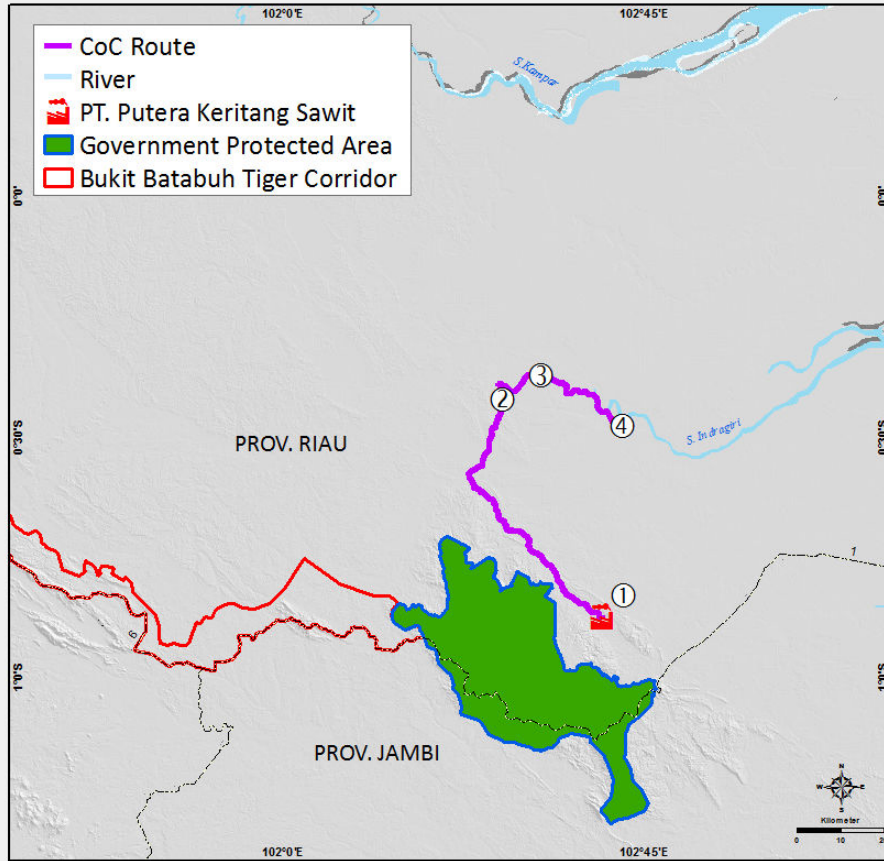 102°0'E
102°45'E
CoC Route
River
PT. Putera Keritang Sawit
Government Protected Area
Bukit Batabuh Tiger Corridor
S.Kampar
0°0'
0°0'
3
2
4
S. Indragiri
0°30'S
0°30'S
PROV. RIAU
1
1
6
1°0'S
1°0'S
PROV. JAMBI
N
W
E
S
Kilometer
0 10 20
102°0'E
102°45'E